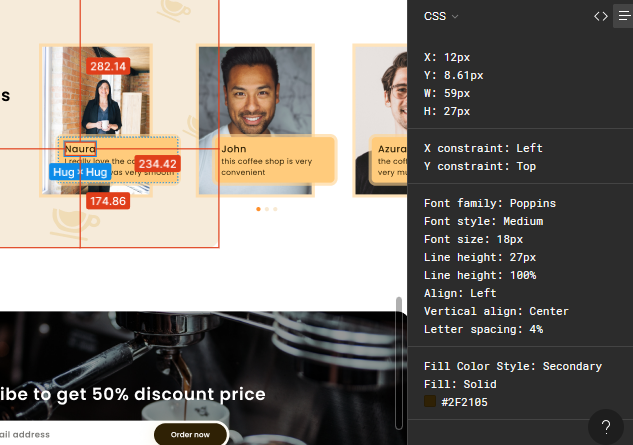 CSS
X: 12px
Y: 8.61px
W: 59px
H: 27px
X constraint: Left
Y constraint: Top
Font family: Poppins
Font style: Medium
Font size: 18px
Line height: 27px
Line height: 100%
Align: Left
Vertical align: Center
Letter spacing: 4%
Fill Color Style: Secondary
Fill: Solid
#2F2105
?
282.14
s
Naura
I really love the co
234.42
Hug × Hug
was very smooth
174.86
John
this coffee shop is very
convenient
Azura
the coff
very mu
ibe to get 50% discount price
ail address
Order now